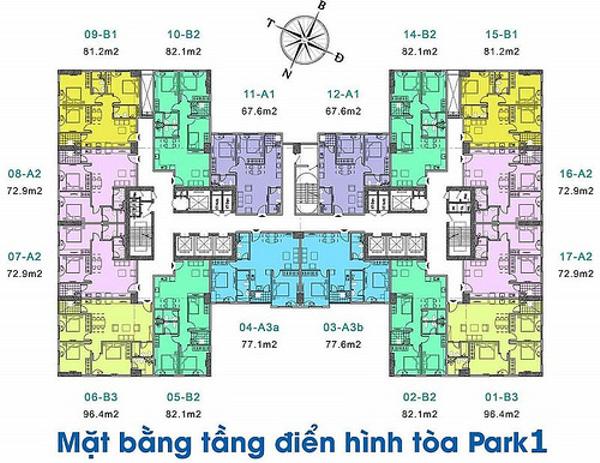 B
T
Đ
N
09-B1
81.2m2
10-B2
82.1m2
14-B2
82.1m2
15-B1
81.2m2
11-A1
67.6m2
12-A1
67.6m2
08-A2
72.9m2
16-A2
72.9m2
07-A2
72.9m2
17-A2
72.9m2
04-A3a
77.1m2
03-A3b
77.6m2
06-B3
96.4m2
05-B2
82.1m2
02-B2
82.1m2
01-B3
96.4m2
Mặt bằng tầng điển hình tòa Park1